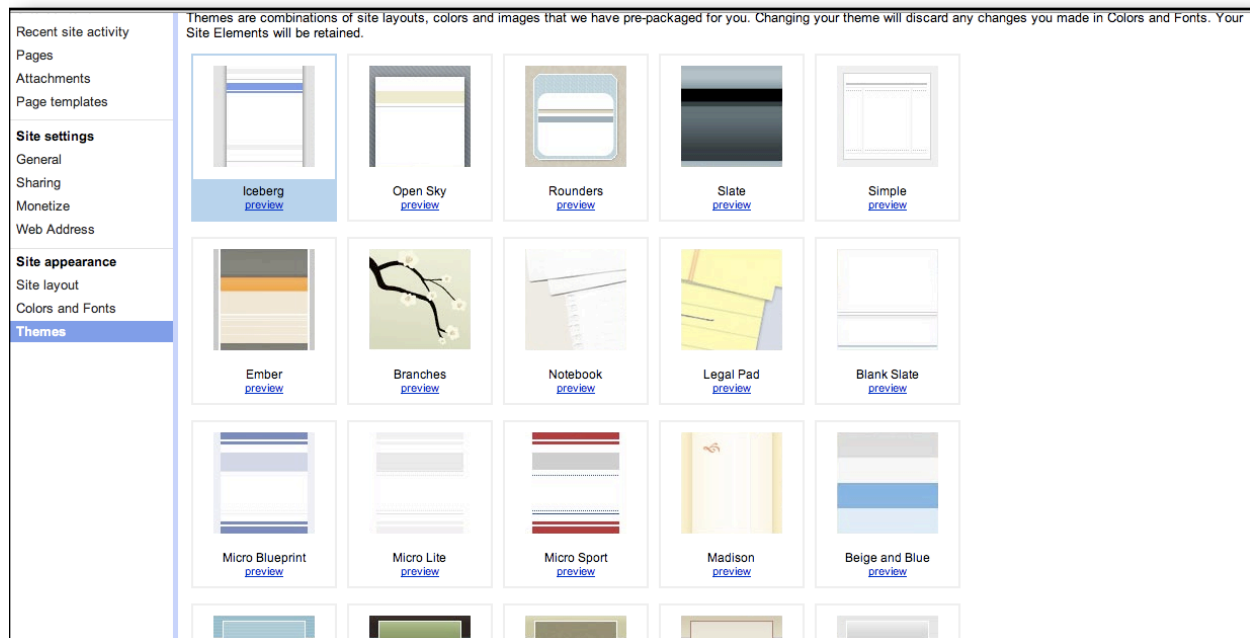 Themes are combinations of site layouts, colors and images that we have pre-packaged for you. Changing your theme will discard any changes you made in Colors and Fonts. Your
Site Elements will be retained.
Recent site activity
Pages
Attachments
Page templates
Site settings
General
Sharing
Monetize
Web Address
Site appearance
Site layout
Colors and Fonts
Themes
Iceberg
preview
Open Sky
preview
Rounders
preview
Slate
preview
Simple
preview
Ember
preview
Branches
preview
Notebook
preview
Legal Pad
preview
Blank Slate
preview
Micro Blueprint
preview
Micro Lite
preview
Micro Sport
preview
Madison
preview
Beige and Blue
preview